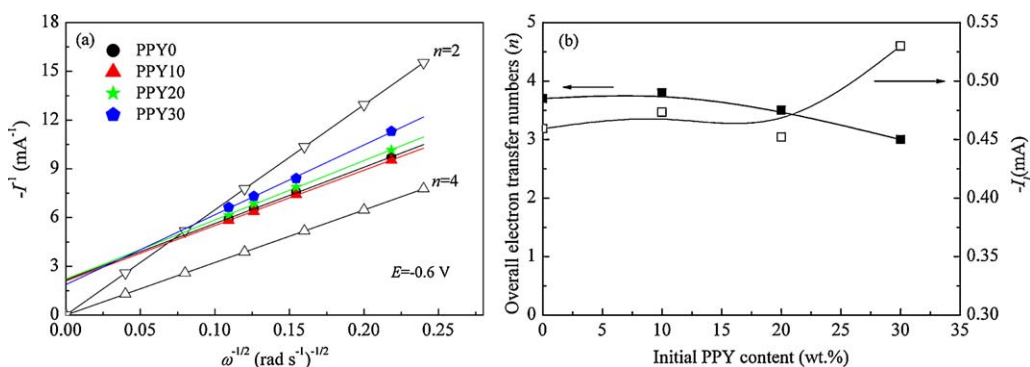 (a)
PPY0
PPY10
PPY20
PPY30
n=2
n=4
E=-0.6 V
18
15
12
9
6
3
0
-I⁻¹ (mA⁻¹)
0.00 0.05 0.10 0.15 0.20 0.25
ω⁻¹/² (rad s⁻¹)⁻¹/²
(b)
5
4
3
2
1
0
Overall electron transfer numbers (n)
0.55
0.50
0.45
0.40
0.35
0.30
(mA)
0 5 10 15 20 25 30 35
Initial PPY content (wt.%)